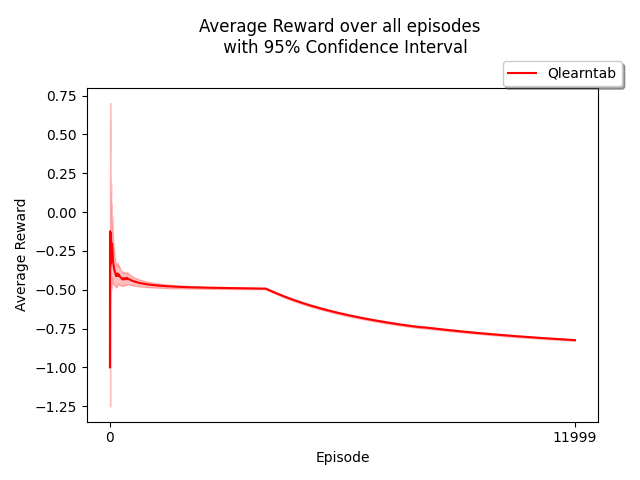 Average Reward over all episodes
with 95% Confidence Interval
Qlearntab
0.75
0.50
0.25
0.00
−0.25
−0.50
−0.75
−1.00
−1.25
Average Reward
0
11999
Episode